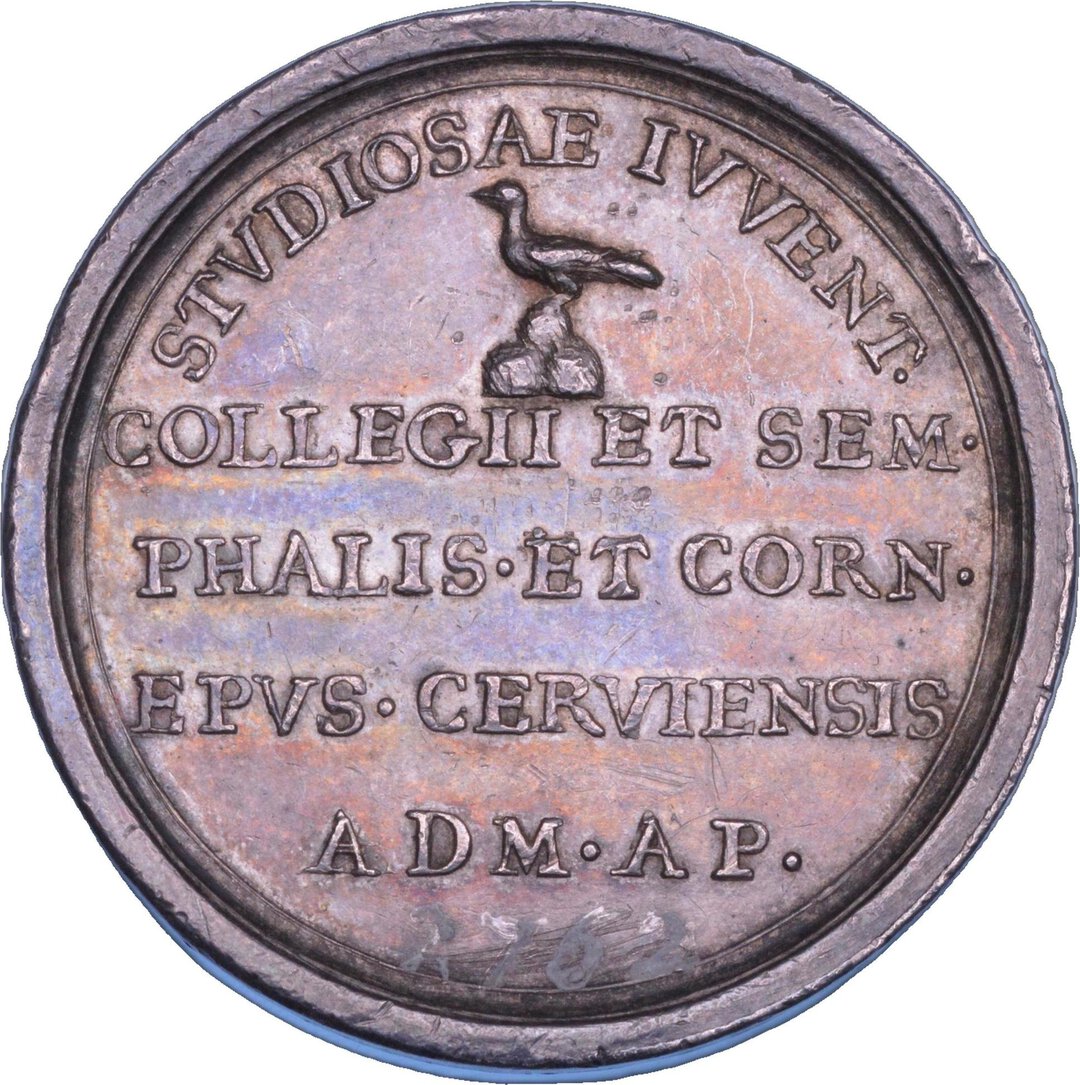 STVDIOSAE IVVENT.
COLLEGII ET SEM·
PHALIS·ET CORN·
EPVS·CERVIENSIS
ADM·AP·